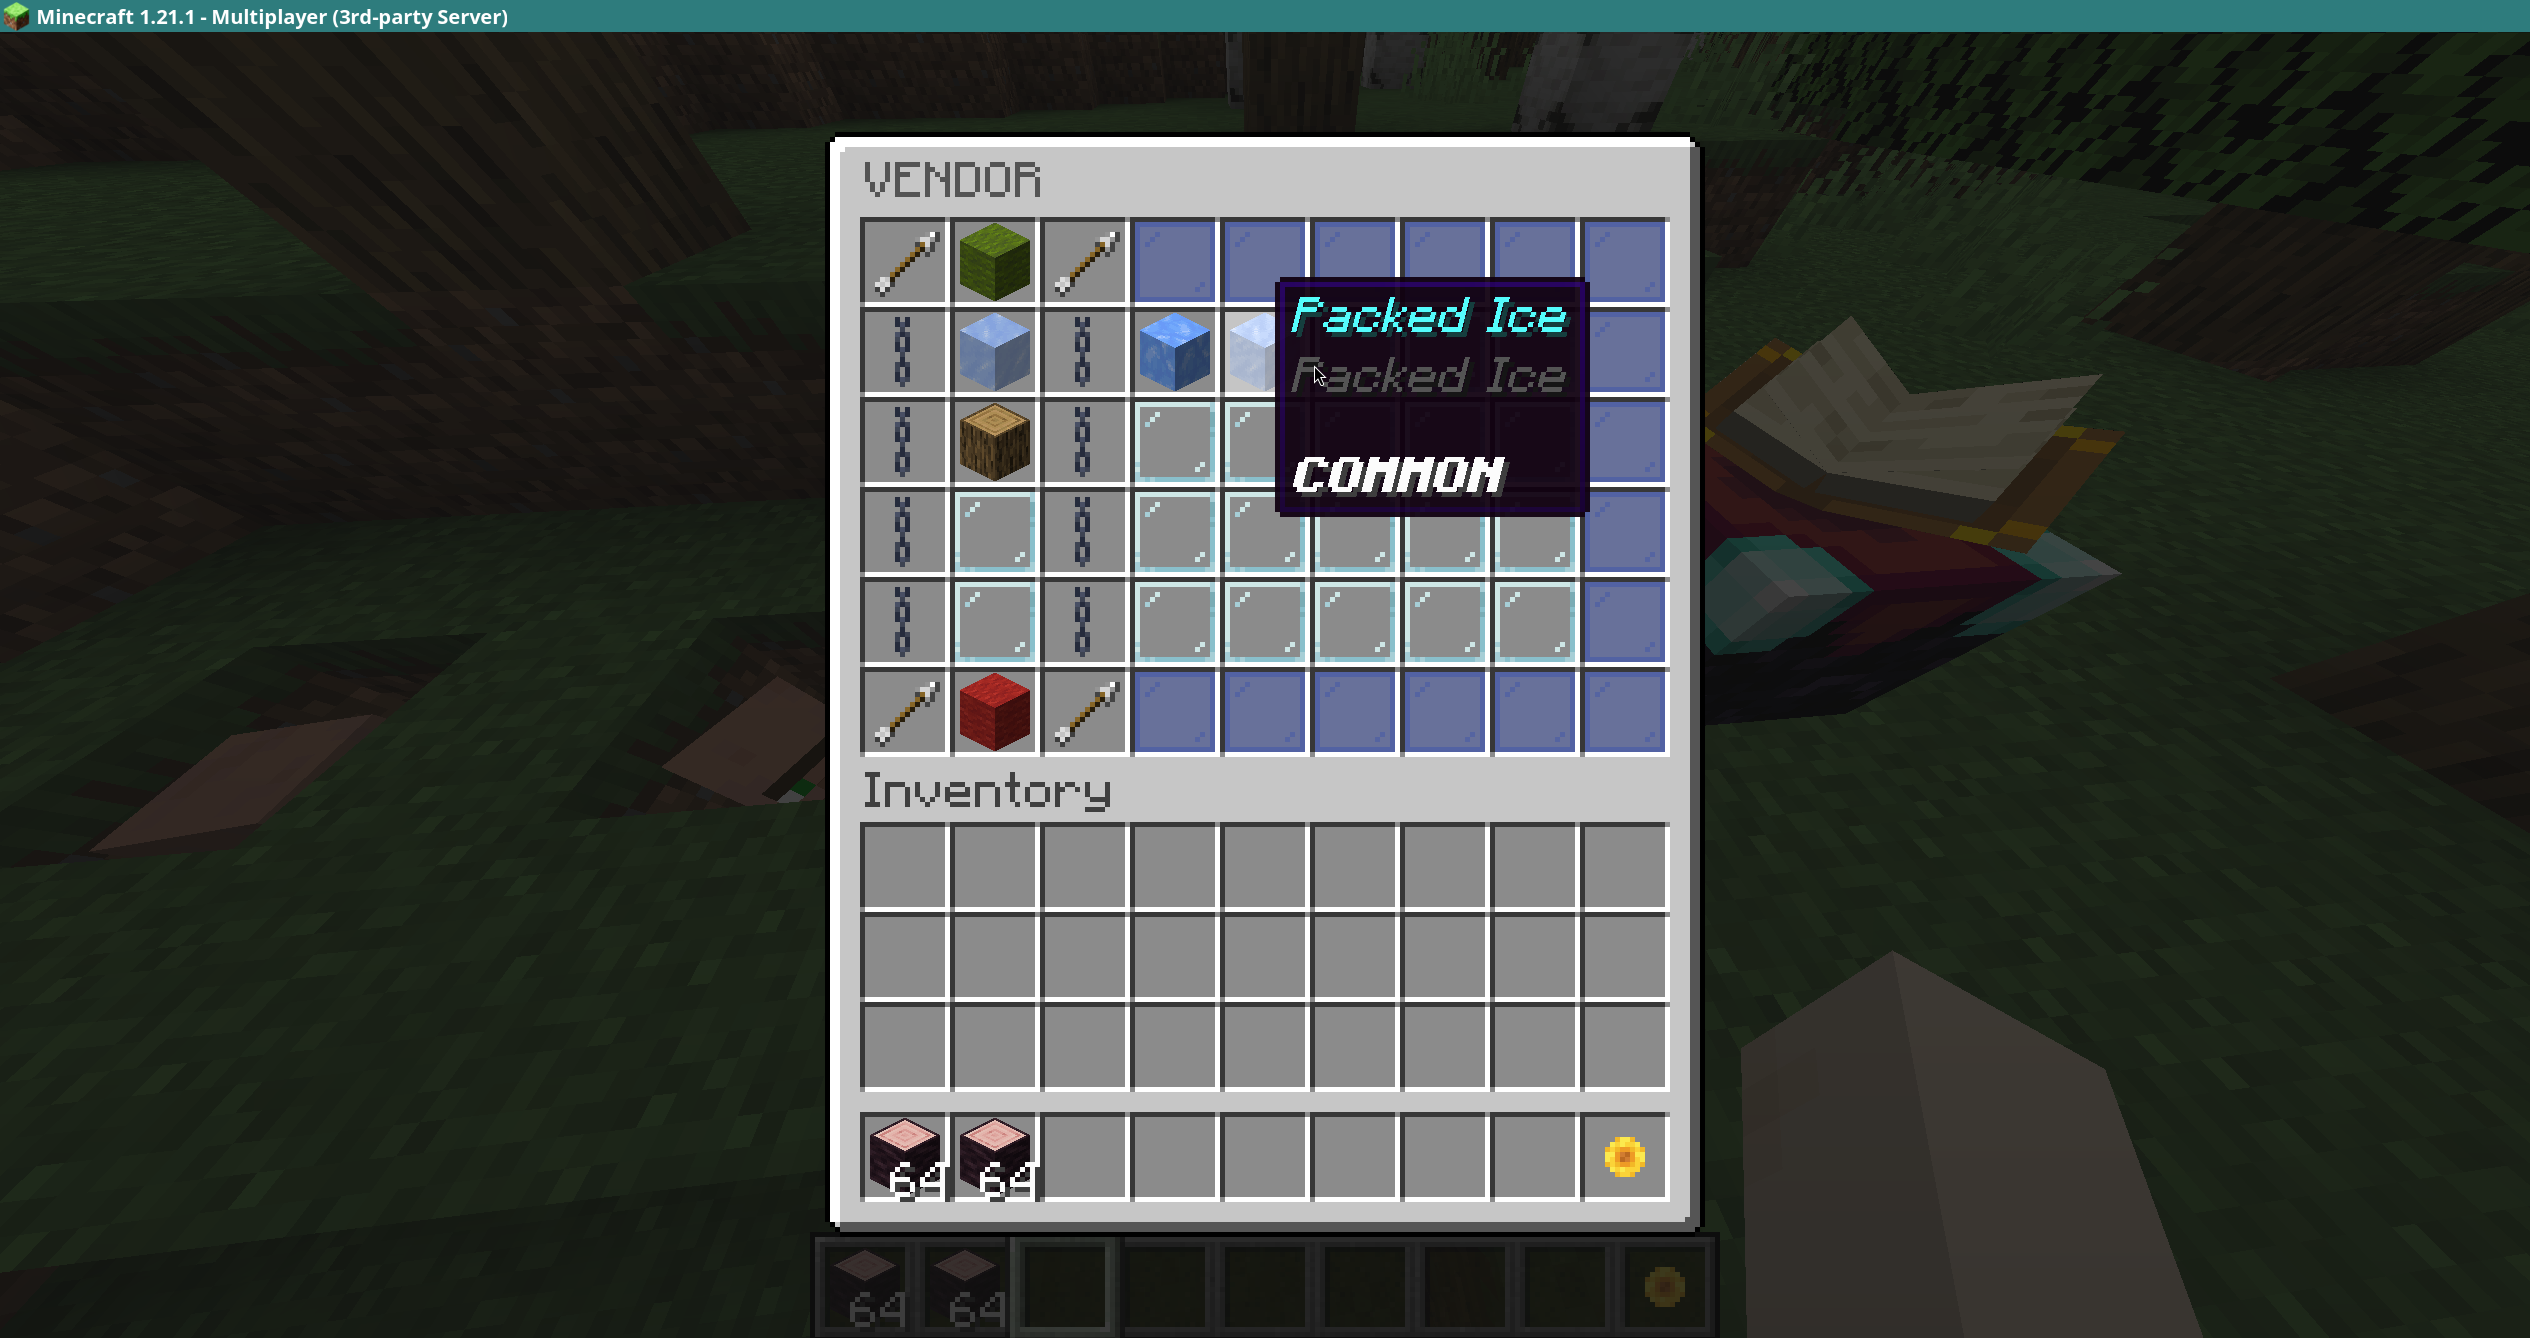 Minecraft 1.21.1 - Multiplayer (3rd-party Server)
VENDOR
Packed Ice
Packed Ice
COMMON
Inventory
64 64
64 64